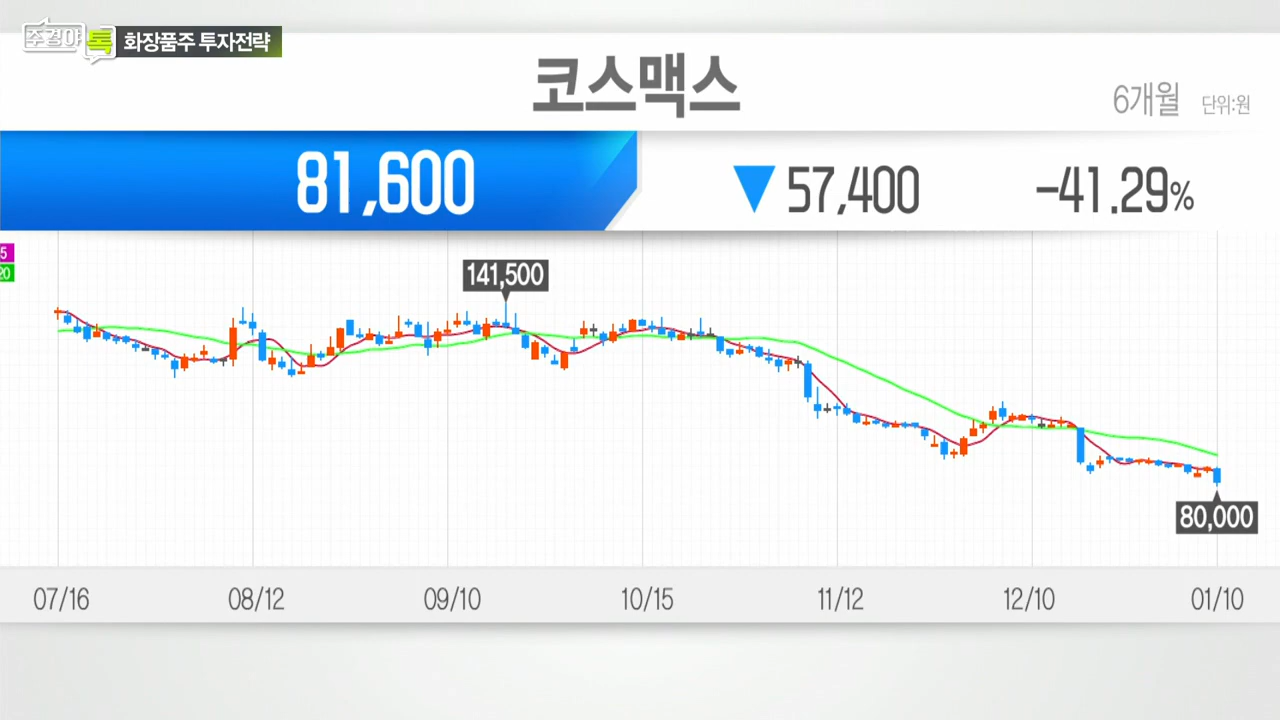 주경야
톡
화장품주 투자전략
코스맥스
6개월 단위:원
81,600 ▼ 57,400 -41.29%
5
20
141,500
80,000
07/16 08/12 09/10 10/15 11/12 12/10 01/10